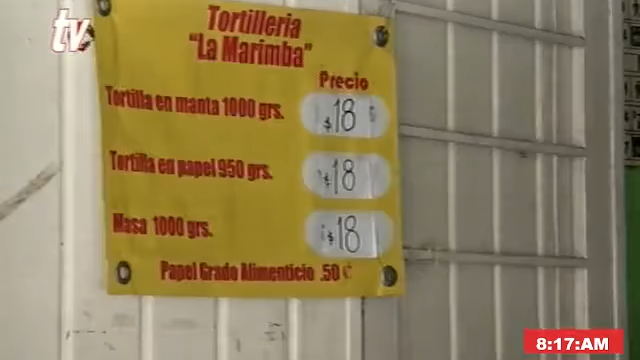 tv
Tortilleria
"La Marimba"
Precio
Tortilla en manta 1000 grs. $18
Tortilla en papel 950 grs. $18
Masa 1000 grs. $18
Papel Grado Alimenticio .50 ¢
8:17:AM